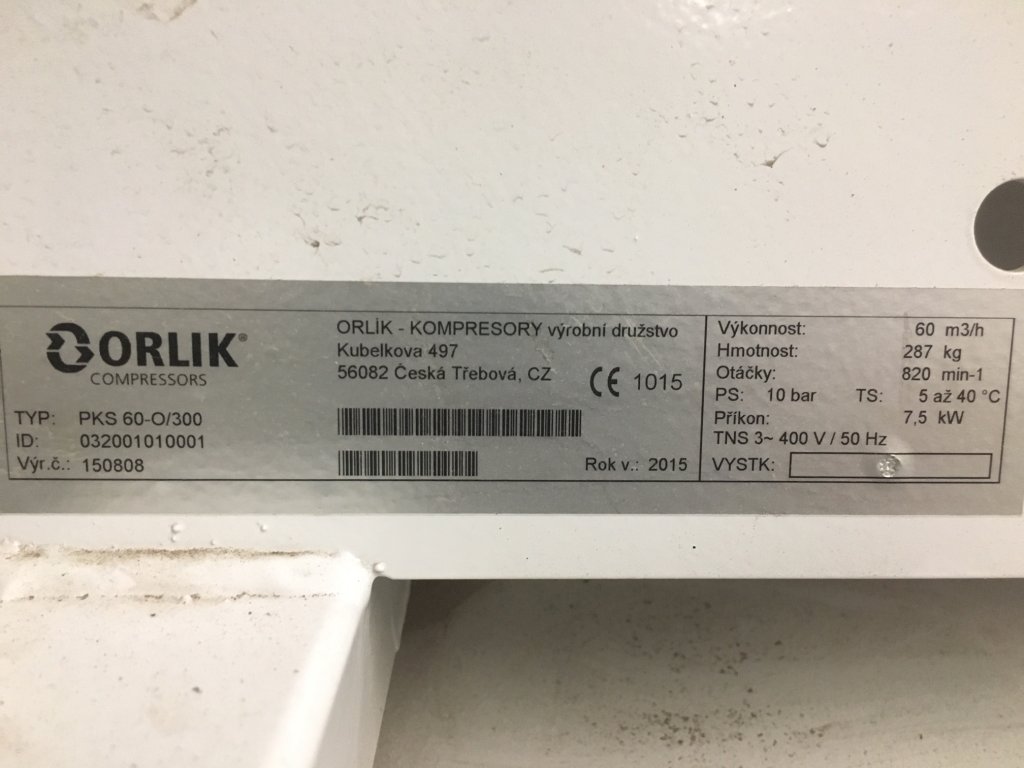 ORLIK®
COMPRESSORS
TYP: PKS 60-O/300
ID: 032001010001
Výr.č.: 150808
ORLÍK - KOMPRESORY výrobní družstvo
Kubelkova 497
56082 Česká Třebová, CZ
CE 1015
Rok v.: 2015
Výkonnost: 60 m3/h
Hmotnost: 287 kg
Otáčky: 820 min-1
PS: 10 bar TS: 5 až 40 °C
Příkon: 7,5 kW
TNS 3~ 400 V / 50 Hz
VYSTK: